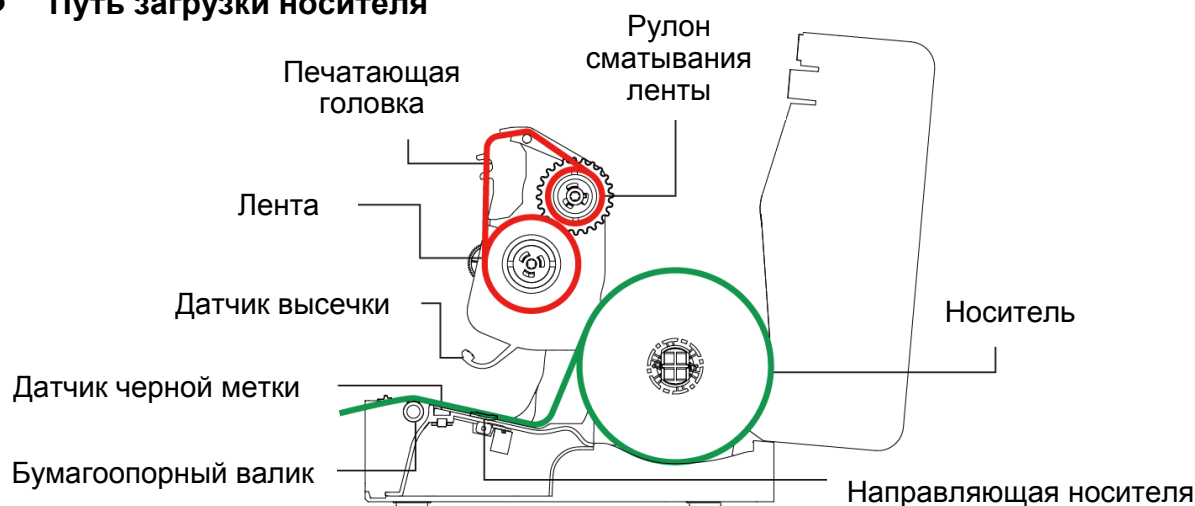 Путь загрузки носителя
Рулон
сматывания
ленты
Печатающая
головка
Лента
Датчик высечки
Носитель
Датчик черной метки
Бумагоопорный валик
Направляющая носителя